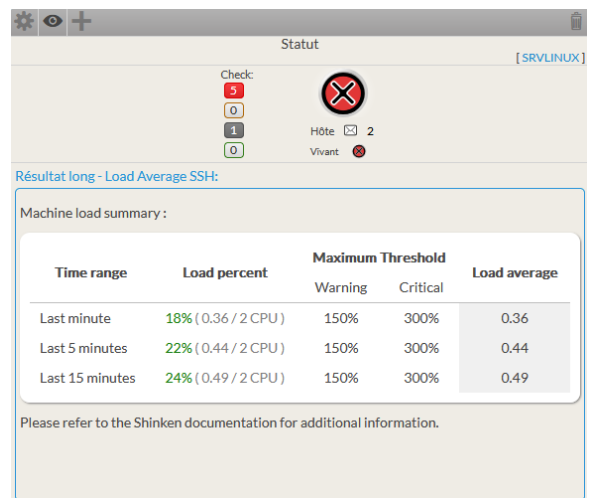 Statut
[ SRVLINUX ]
Check:
5
0
1
0
Hôte 2
Vivant
Résultat long - Load Average SSH:
Machine load summary :
Time range Load percent Maximum Threshold Load average
Warning Critical
Last minute 18% ( 0.36 / 2 CPU ) 150% 300% 0.36
Last 5 minutes 22% ( 0.44 / 2 CPU ) 150% 300% 0.44
Last 15 minutes 24% ( 0.49 / 2 CPU ) 150% 300% 0.49
Please refer to the Shinken documentation for additional information.